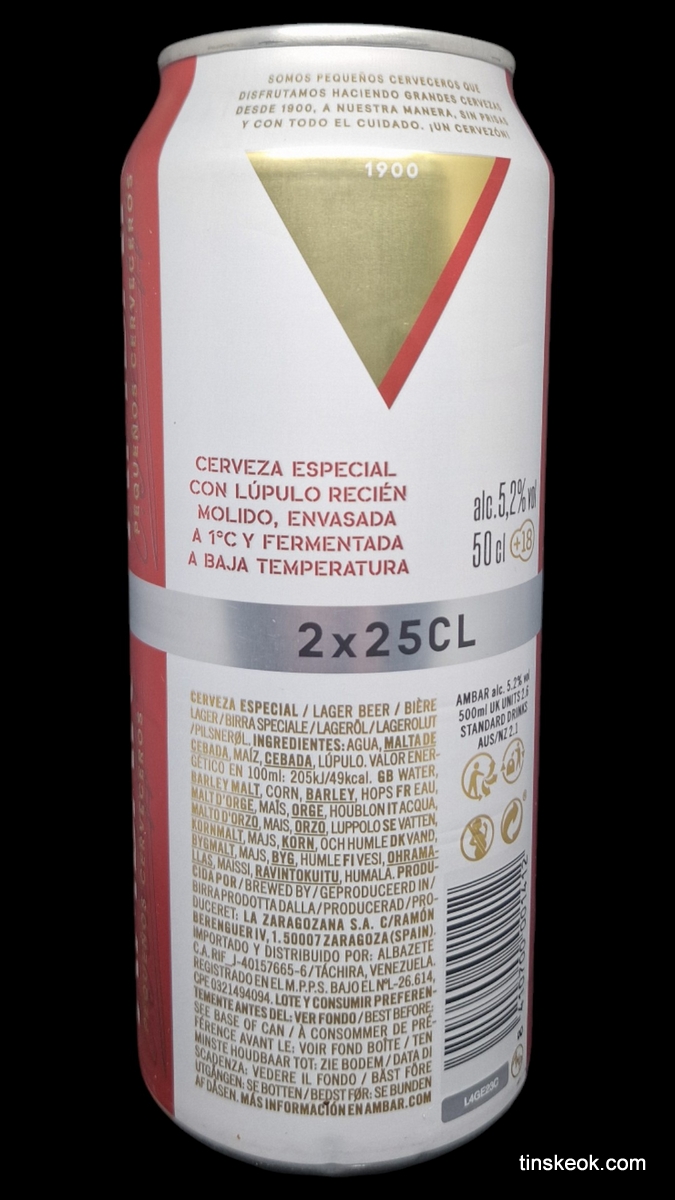 SOMOS PEQUEÑOS CERVECEROS QUE
DISFRUTAMOS HACIENDO GRANDES CERVEZAS
DESDE 1900, A NUESTRA MANERA, SIN PRISAS
Y CON TODO EL CUIDADO. ¡UN CERVEZÓN!
1900
PEQUEÑOS CERVECEROS
CERVEZA ESPECIAL
CON LÚPULO RECIÉN
MOLIDO, ENVASADA
A 1°C Y FERMENTADA
A BAJA TEMPERATURA
alc.5,2% vol
50 cl +18
2x25CL
CERVEZA ESPECIAL / LAGER BEER / BIÈRE
LAGER/BIRRA SPECIALE/LAGERÖL/LAGEROLUT
/PILSNERØL. INGREDIENTES: AGUA, MALTA DE
CEBADA, MAÍZ, CEBADA, LÚPULO. VALOR ENER-
GÉTICO EN 100ml: 205kJ/49kcal. GB WATER,
BARLEY MALT, CORN, BARLEY, HOPS FR EAU,
MALT D'ORGE, MAÏS, ORGE, HOUBLON IT ACQUA,
MALTO D'ORZO, MAIS, ORZO, LUPPOLO SE VATTEN,
KORNMALT, MAJS, KORN, OCH HUMLE DK VAND,
BYGMALT, MAJS, BYG, HUMLE FI VESI, OHRAMA-
LLAS, MAISSI, RAVINTOKUITU, HUMALA. PRODU-
CIDA POR / BREWED BY / GEPRODUCEERD IN /
BIRRA PRODOTTA DALLA / PRODUCERAD / PRO-
DUCERET: LA ZARAGOZANA S.A. C/RAMÓN
BERENGUER IV, 1. 50007 ZARAGOZA (SPAIN).
IMPORTADO Y DISTRIBUIDO POR: ALBAZETE
C.A. RIF J-40157665-6/TÁCHIRA, VENEZUELA.
REGISTRADO EN EL M.P.P.S. BAJO EL NºL-26.614,
CPE 0321494094. LOTE Y CONSUMIR PREFEREN-
TEMENTE ANTES DEL: VER FONDO / BEST BEFORE:
SEE BASE OF CAN / À CONSOMMER DE PRÉ-
FÉRENCE AVANT LE: VOIR FOND BOÎTE / TEN
MINSTE HOUDBAAR TOT: ZIE BODEM / DATA DI
SCADENZA: VEDERE IL FONDO / BÄST FÖRE
UTGÅNGEN: SE BOTTEN / BEDST FØR: SE BUNDEN
AF DÅSEN. MÁS INFORMACIÓN EN AMBAR.COM
AMBAR alc. 5.2% vol
500ml UK UNITS 2.6
STANDARD DRINKS
AUS/NZ 2.1
L4GE23C
PEQUEÑOS CERVECEROS
tinskeok.com